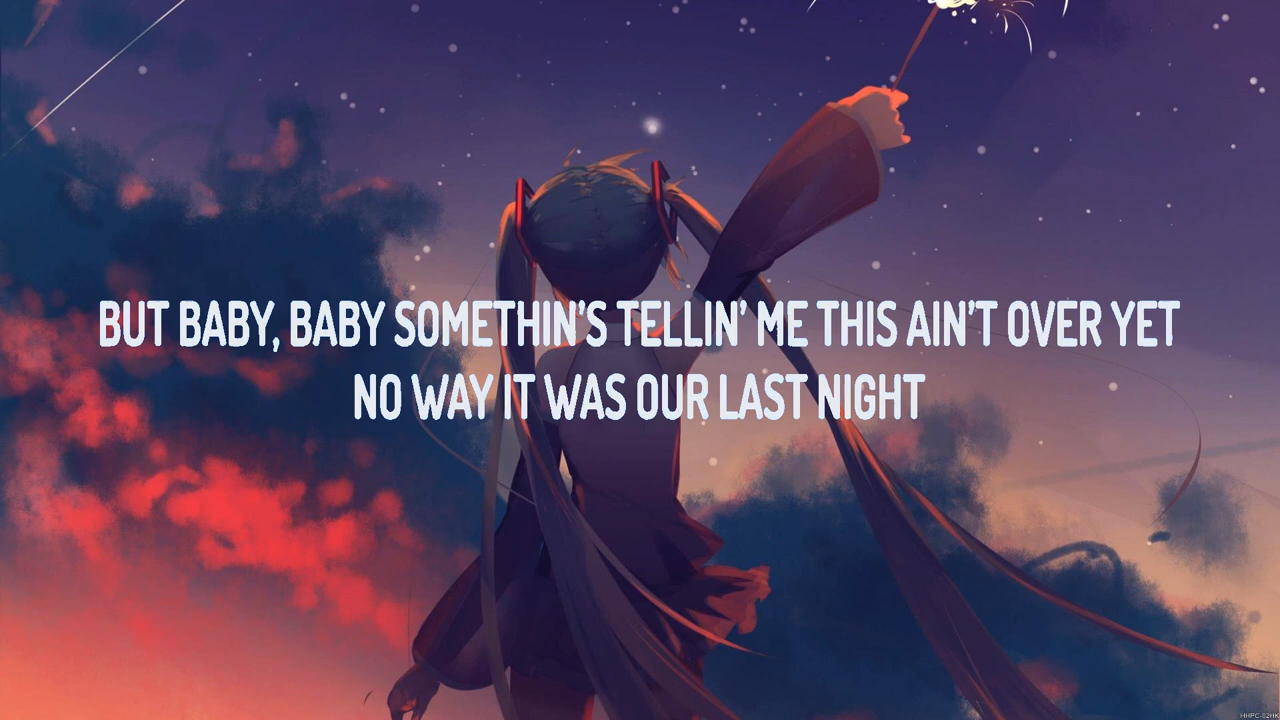 BUT BABY, BABY SOMETHIN'S TELLIN' ME THIS AIN'T OVER YET
NO WAY IT WAS OUR LAST NIGHT